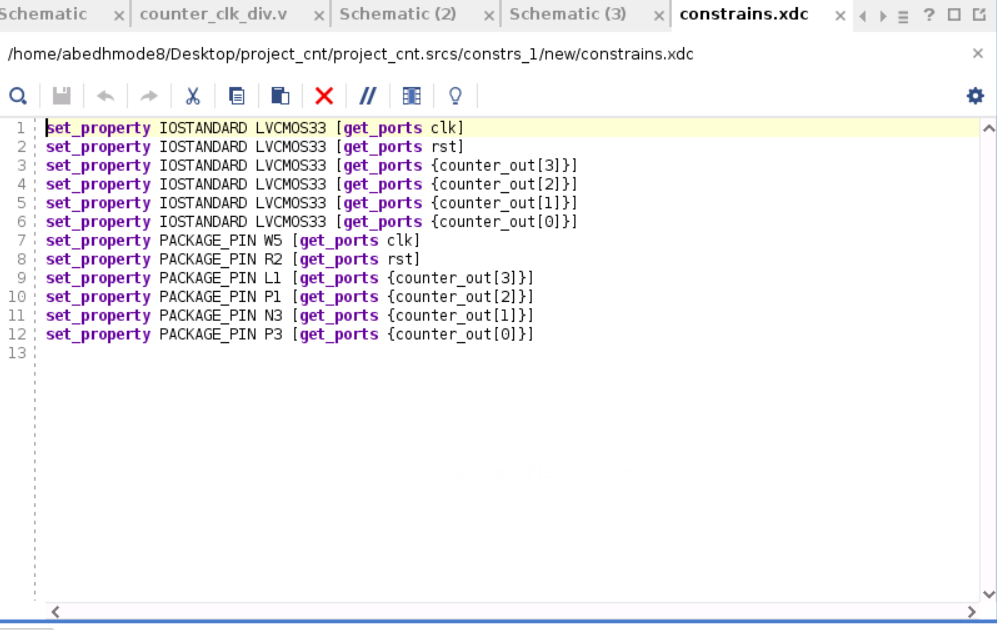 Schematic × counter_clk_div.v × Schematic (2) × Schematic (3) × constrains.xdc ×
/home/abedhmode8/Desktop/project_cnt/project_cnt.srcs/constrs_1/new/constrains.xdc
1 set_property IOSTANDARD LVCMOS33 [get_ports clk]
2 set_property IOSTANDARD LVCMOS33 [get_ports rst]
3 set_property IOSTANDARD LVCMOS33 [get_ports {counter_out[3]}]
4 set_property IOSTANDARD LVCMOS33 [get_ports {counter_out[2]}]
5 set_property IOSTANDARD LVCMOS33 [get_ports {counter_out[1]}]
6 set_property IOSTANDARD LVCMOS33 [get_ports {counter_out[0]}]
7 set_property PACKAGE_PIN W5 [get_ports clk]
8 set_property PACKAGE_PIN R2 [get_ports rst]
9 set_property PACKAGE_PIN L1 [get_ports {counter_out[3]}]
10 set_property PACKAGE_PIN P1 [get_ports {counter_out[2]}]
11 set_property PACKAGE_PIN N3 [get_ports {counter_out[1]}]
12 set_property PACKAGE_PIN P3 [get_ports {counter_out[0]}]
13